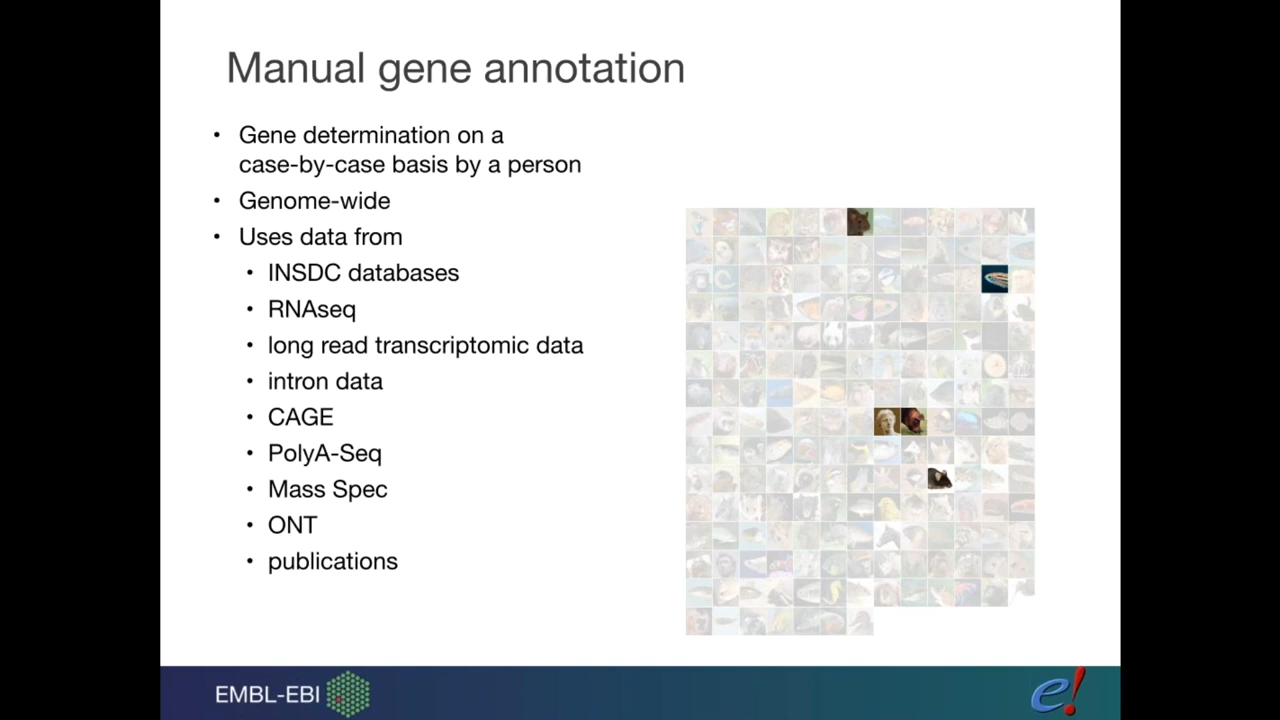 Manual gene annotation
• Gene determination on a
case-by-case basis by a person
• Genome-wide
• Uses data from
• INSDC databases
• RNAseq
• long read transcriptomic data
• intron data
• CAGE
• PolyA-Seq
• Mass Spec
• ONT
• publications
EMBL-EBI
e!